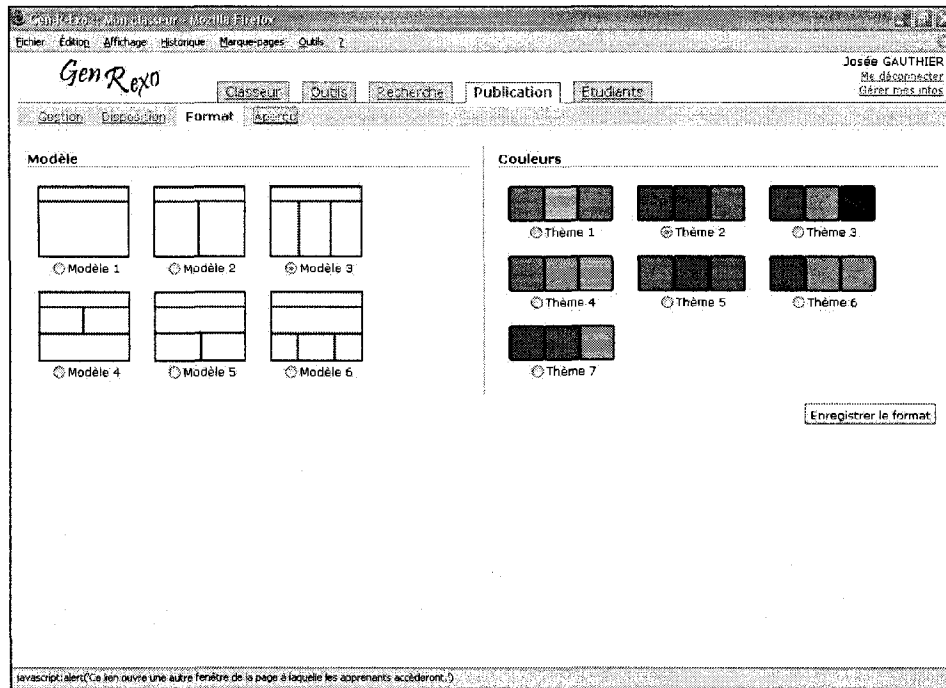 Gen-R-Exo - Mon classeur - Mozilla Firefox
Fichier Édition Affichage Historique Marque-pages Outils ?
Gen Rexo
Josée GAUTHIER
Me déconnecter
Gérer mes infos
Classeur Outils Recherche Publication Etudiants
Gestion Disposition Format Aperçu
Modèle
Modèle 1 Modèle 2 Modèle 3
Modèle 4 Modèle 5 Modèle 6
Couleurs
Thème 1 Thème 2 Thème 3
Thème 4 Thème 5 Thème 6
Thème 7
Enregistrer le format
javascript:alert('Ce lien ouvre une autre fenêtre de la page à laquelle les apprenants accèderont.')